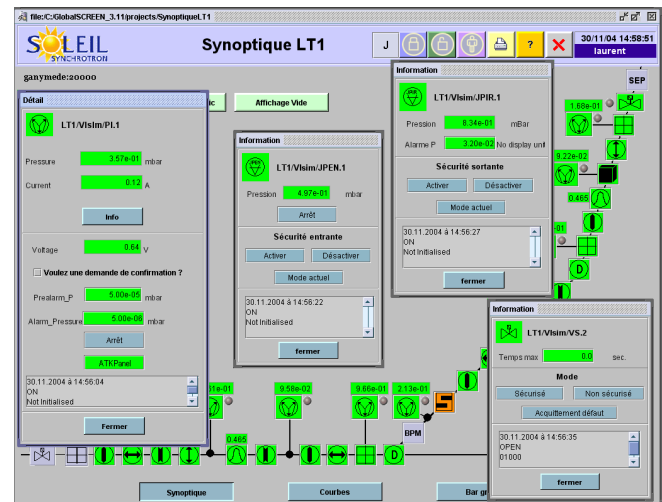 file:/C:/GlobalSCREEN_3.11/projects/SynoptiqueLT1
SOLEIL
SYNCHROTRON
Synoptique LT1
J
?
30/11/04 14:58:51
laurent
ganymede:20000
Affichage Vide
SEP
Détail
LT1/VIsim/PI.1
Pressure 3.57e-01 mbar
Current 0.12 A
Info
Voltage 0.64 V
Voulez une demande de confirmation ?
Prealarm_P 5.00e-05 mbar
Alarm_Pressure 5.00e-06 mbar
Arrêt
ATKPanel
30.11.2004 à 14:56:04
ON
Not Initialised
Fermer
Information
LT1/VIsim/JPEN.1
Pression 4.97e-01 mbar
Arrêt
Sécurité entrante
Activer Désactiver
Mode actuel
30.11.2004 à 14:56:22
ON
Not Initialised
fermer
Information
LT1/VIsim/JPIR.1
Pression 8.34e-01 mBar
Alarme P 3.20e-02 No display unit
Sécurité sortante
Activer Désactiver
Mode actuel
30.11.2004 à 14:56:27
ON
Not Initialised
fermer
1.68e-01
9.22e-02
0.465
Information
LT1/VIsim/VS.2
Temps max 0.0 sec.
Mode
Sécurisé Non sécurisé
Acquittement défaut
30.11.2004 à 14:56:35
OPEN
01000
fermer
9.58e-02 9.66e-01 2.13e-01
0.465
BPM
D
D
Synoptique Courbes